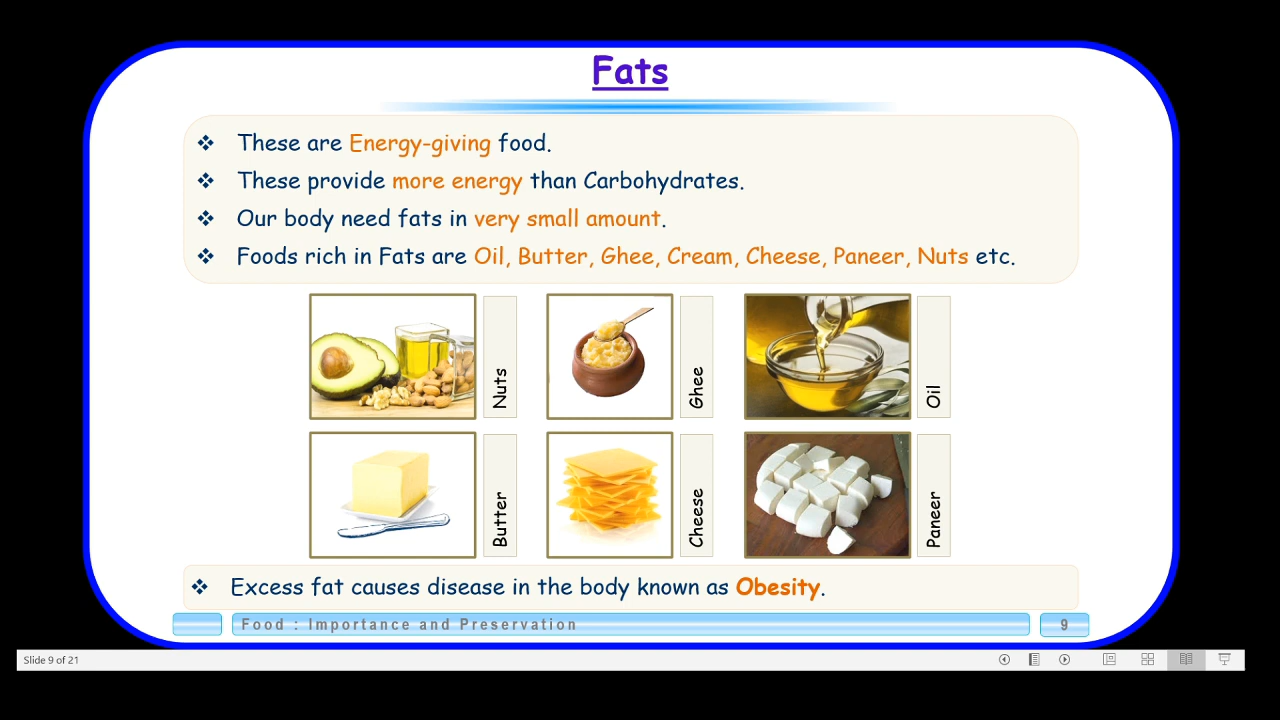 Fats
❖ These are Energy-giving food.
❖ These provide more energy than Carbohydrates.
❖ Our body need fats in very small amount.
❖ Foods rich in Fats are Oil, Butter, Ghee, Cream, Cheese, Paneer, Nuts etc.
Nuts
Ghee
Oil
Butter
Cheese
Paneer
❖ Excess fat causes disease in the body known as Obesity.
Food : Importance and Preservation
9
Slide 9 of 21